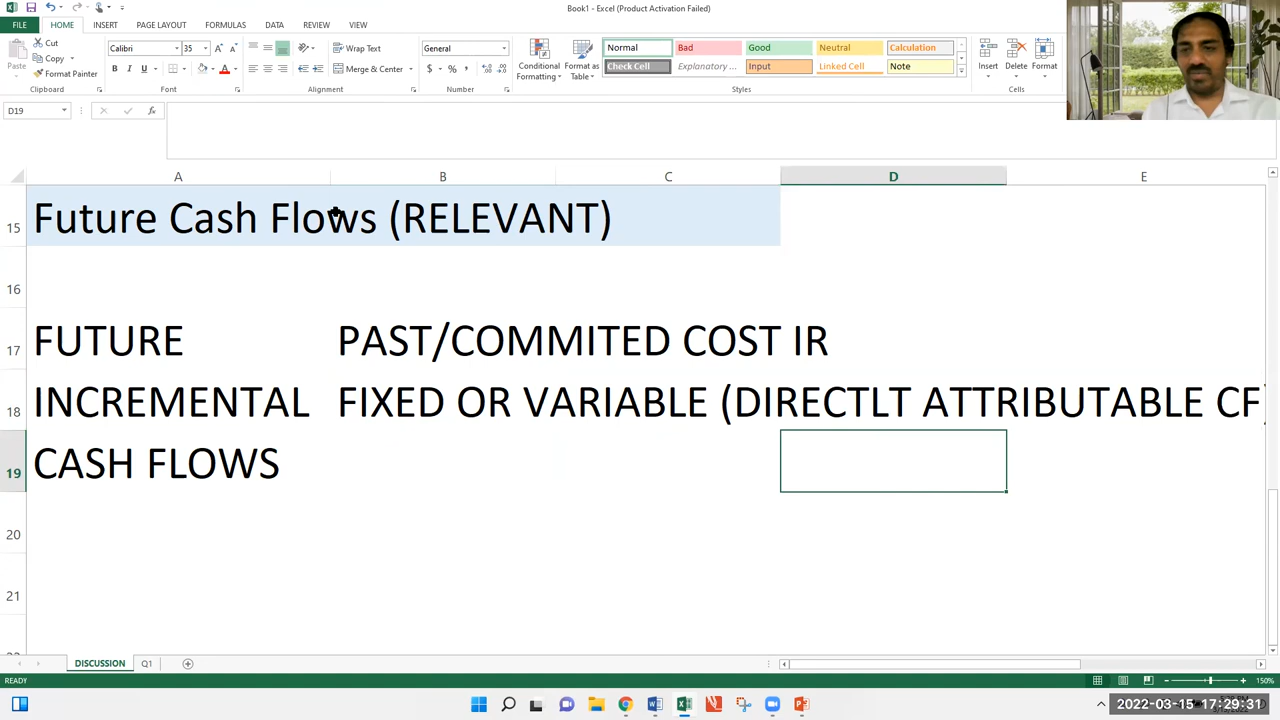 Book1 - Excel (Product Activation Failed)
FILE HOME INSERT PAGE LAYOUT FORMULAS DATA REVIEW VIEW
Cut
Copy
Format Painter
Paste
Clipboard
Calibri 35
B I U
Font
Wrap Text
Merge & Center
Alignment
General
$ % ,
Number
Conditional Formatting
Format as Table
Normal Bad Good Neutral Calculation
Check Cell Explanatory ... Input Linked Cell Note
Styles
Insert Delete Format
Cells
D19 fx
A B C D E
15 Future Cash Flows (RELEVANT)
16
17 FUTURE PAST/COMMITED COST IR
18 INCREMENTAL FIXED OR VARIABLE (DIRECTLT ATTRIBUTABLE CF)
19 CASH FLOWS
20
21
DISCUSSION Q1
READY 150%
2022-03-15 17:29:31